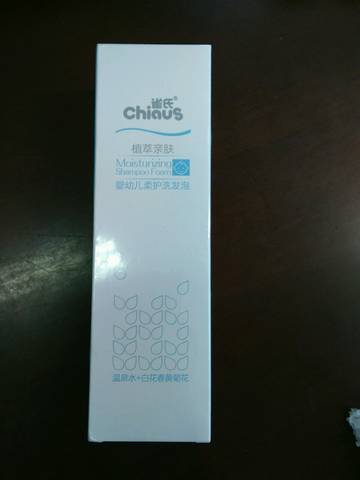 雀氏®
Chiaus
植萃亲肤
Moisturizing
Shampoo Foam
婴幼儿柔护洗发泡
温泉水+白花春黄菊花